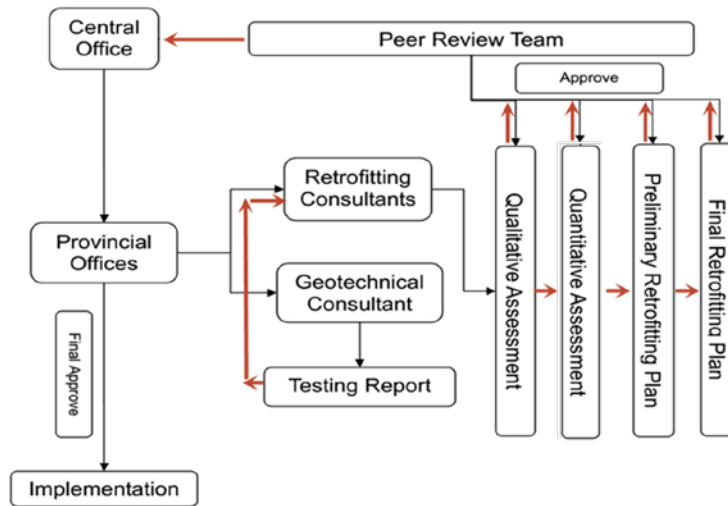 Central
Office
Peer Review Team
Approve
Retrofitting
Consultants
Provincial
Offices
Geotechnical
Consultant
Testing Report
Qualitative Assessment
Quantitative Assessment
Preliminary Retrofitting Plan
Final Retrofitting Plan
Final Approve
Implementation